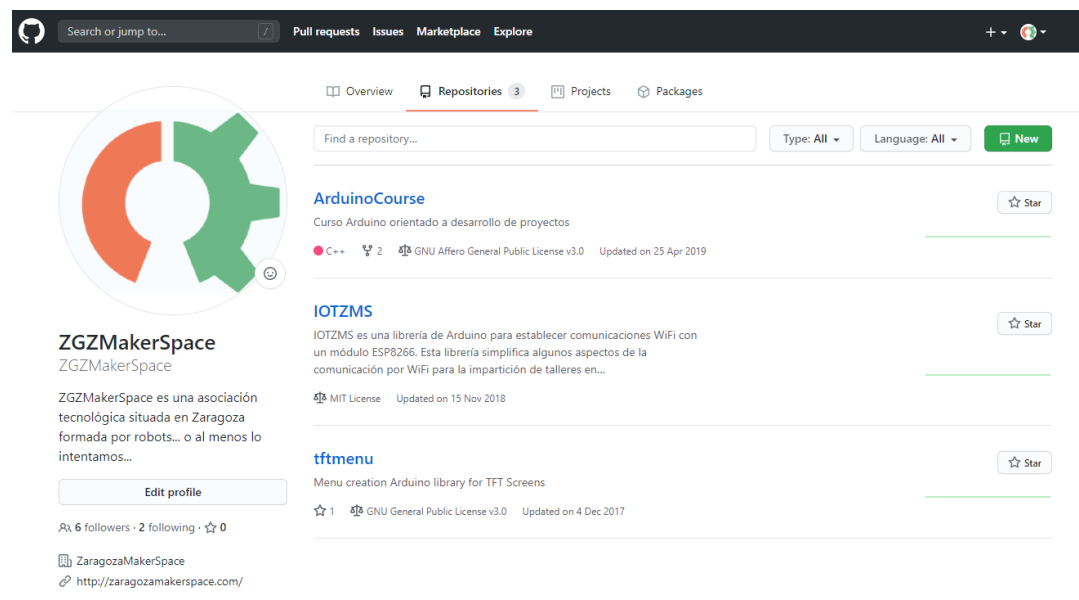 Search or jump to... /
Pull requests Issues Marketplace Explore
Overview Repositories 3 Projects Packages
Find a repository... Type: All Language: All New
ArduinoCourse
Star
Curso Arduino orientado a desarrollo de proyectos
C++ 2 GNU Affero General Public License v3.0 Updated on 25 Apr 2019
IOTZMS
Star
IOTZMS es una librería de Arduino para establecer comunicaciones WiFi con
un módulo ESP8266. Esta librería simplifica algunos aspectos de la
comunicación por WiFi para la impartición de talleres en...
MIT License Updated on 15 Nov 2018
tftmenu
Star
Menu creation Arduino library for TFT Screens
1 GNU General Public License v3.0 Updated on 4 Dec 2017
ZGZMakerSpace
ZGZMakerSpace
ZGZMakerSpace es una asociación
tecnológica situada en Zaragoza
formada por robots... o al menos lo
intentamos...
Edit profile
6 followers · 2 following · 0
ZaragozaMakerSpace
http://zaragozamakerspace.com/